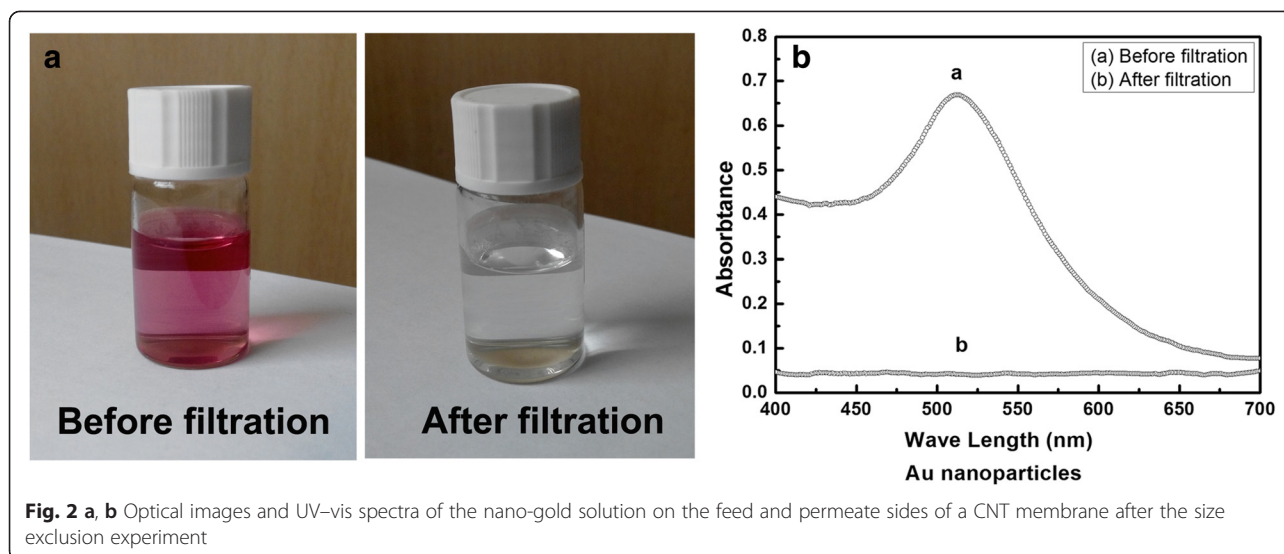 a
Before filtration
After filtration
b
(a) Before filtration
(b) After filtration
a
b
0.8
0.7
0.6
0.5
0.4
0.3
0.2
0.1
0.0
Absorbtance
400 450 500 550 600 650 700
Wave Length (nm)
Au nanoparticles
Fig. 2 a, b Optical images and UV–vis spectra of the nano-gold solution on the feed and permeate sides of a CNT membrane after the size
exclusion experiment